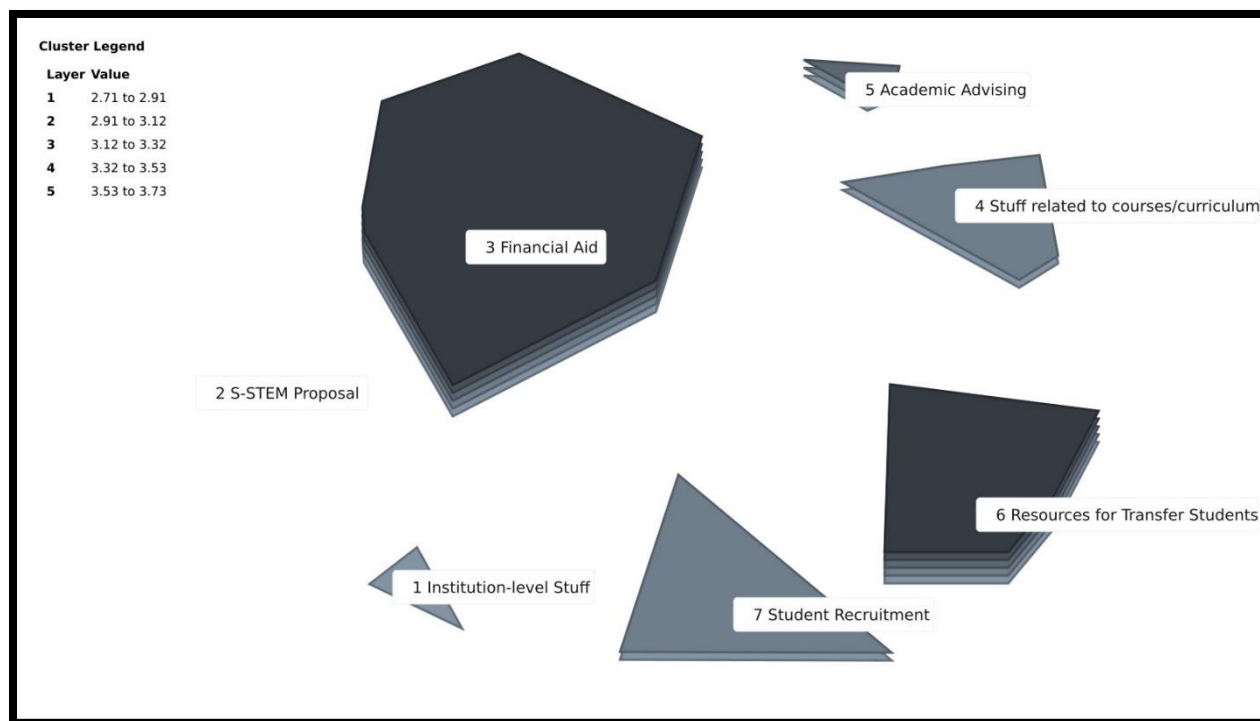 Cluster Legend
Layer Value
1 2.71 to 2.91
2 2.91 to 3.12
3 3.12 to 3.32
4 3.32 to 3.53
5 3.53 to 3.73
5 Academic Advising
4 Stuff related to courses/curriculum
3 Financial Aid
2 S-STEM Proposal
6 Resources for Transfer Students
1 Institution-level Stuff
7 Student Recruitment